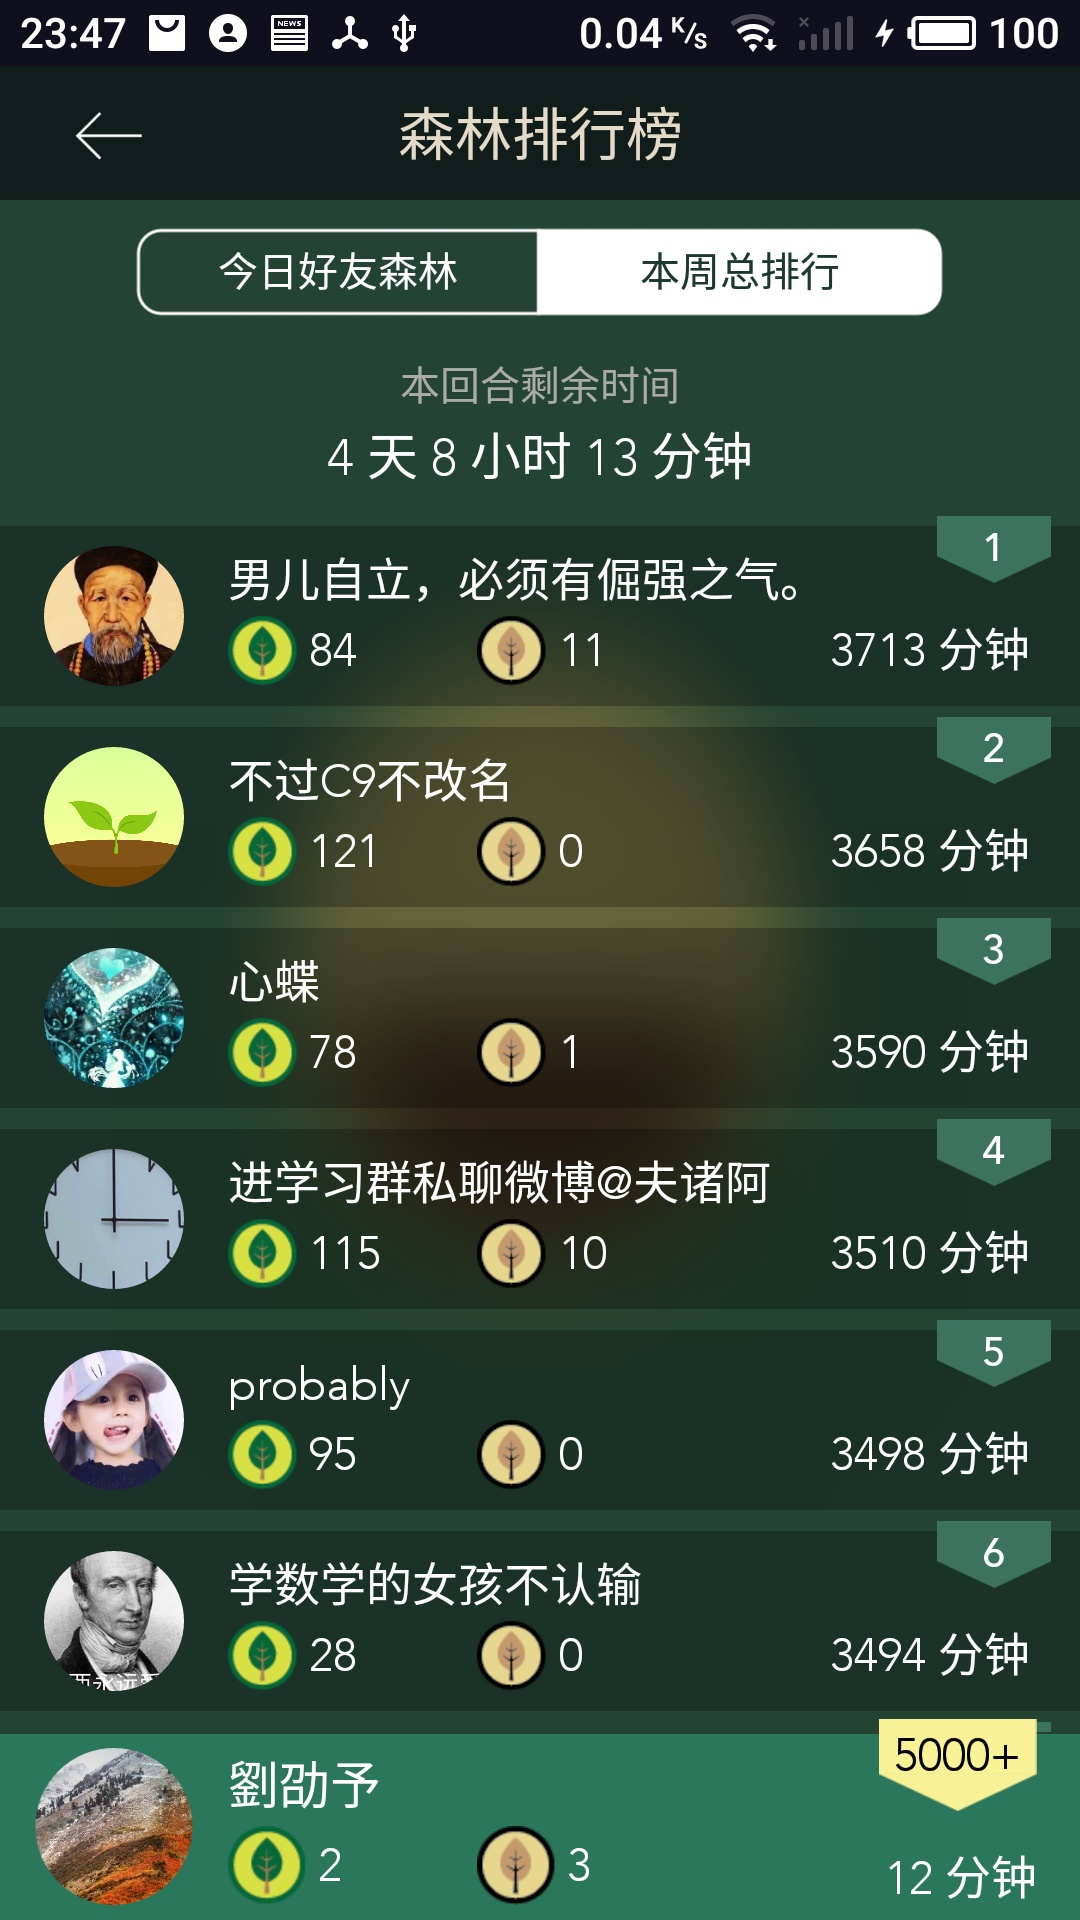 23:47 NEWS 0.04 K/s 100
森林排行榜
今日好友森林 本周总排行
本回合剩余时间
4 天 8 小时 13 分钟
1
男儿自立，必须有倔强之气。
84 11 3713 分钟
2
不过C9不改名
121 0 3658 分钟
3
心蝶
78 1 3590 分钟
4
进学习群私聊微博@夫诸阿
115 10 3510 分钟
5
probably
95 0 3498 分钟
6
学数学的女孩不认输
28 0 3494 分钟
5000+
劉劭予
2 3 12 分钟